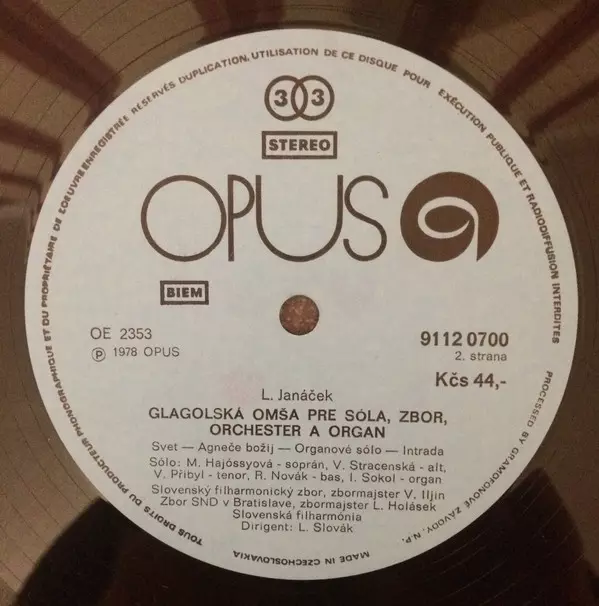 TOUS DROITS DU PRODUCTEUR PHONOGRAPHIQUE ET DU PROPRIÉTAIRE DE L'OEUVRE ENREGISTRÉE RÉSERVÉS DUPLICATION, UTILISATION DE CE DISQUE POUR EXÉCUTION PUBLIQUE ET RADIODIFFUSION INTERDITES
33
STEREO
OPUS
BIEM
OE 2353
9112 0700
Ⓟ 1978 OPUS
2. strana
Kčs 44,-
L. Janáček
GLAGOLSKÁ OMŠA PRE SÓLA, ZBOR,
ORCHESTER A ORGAN
Svet — Agneče božij — Organové sólo — Intrada
Sólo: M. Hajóssyová - soprán, V. Stracenská - alt,
V. Přibyl - tenor, R. Novák - bas, I. Sokol - organ
Slovenský filharmonický zbor, zbormajster V. Iljin
Zbor SND v Bratislave, zbormajster L. Holásek
Slovenská filharmónia
Dirigent: L. Slovák
PROCESSED BY GRAMOFONOVÉ ZÁVODY, N.P.
MADE IN CZECHOSLOVAKIA